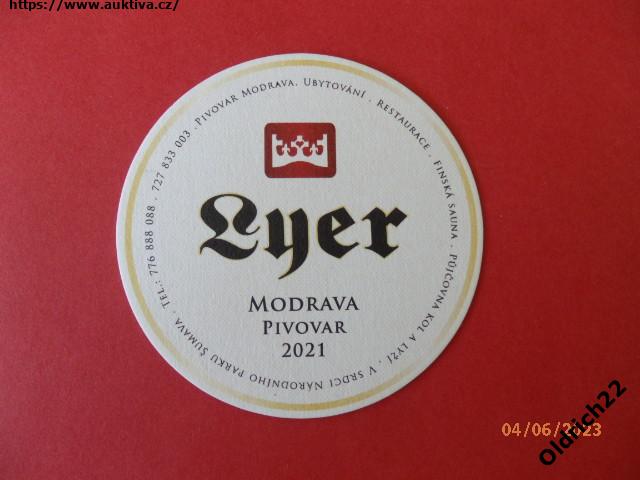 https://www.auktiva.cz/
Pivovar Modrava, Ubytování . Restaurace . Finská sauna . Půjčovna kol a lyží . V srdci Národního parku Šumava . Tel.: 776 888 088 . 727 833 003 .
Lyer
Modrava
Pivovar
2021
04/06/2023
Oldrich22